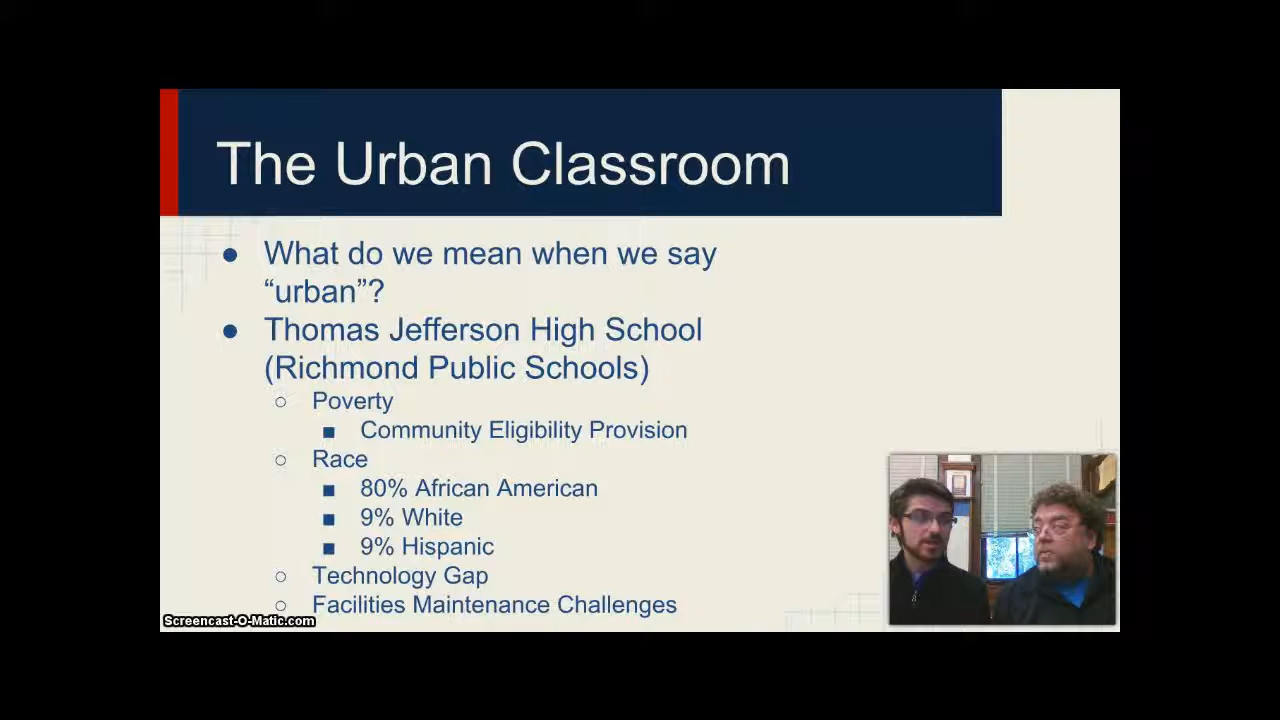 The Urban Classroom
● What do we mean when we say
“urban”?
● Thomas Jefferson High School
(Richmond Public Schools)
○ Poverty
■ Community Eligibility Provision
○ Race
■ 80% African American
■ 9% White
■ 9% Hispanic
○ Technology Gap
○ Facilities Maintenance Challenges
Screencast-O-Matic.com